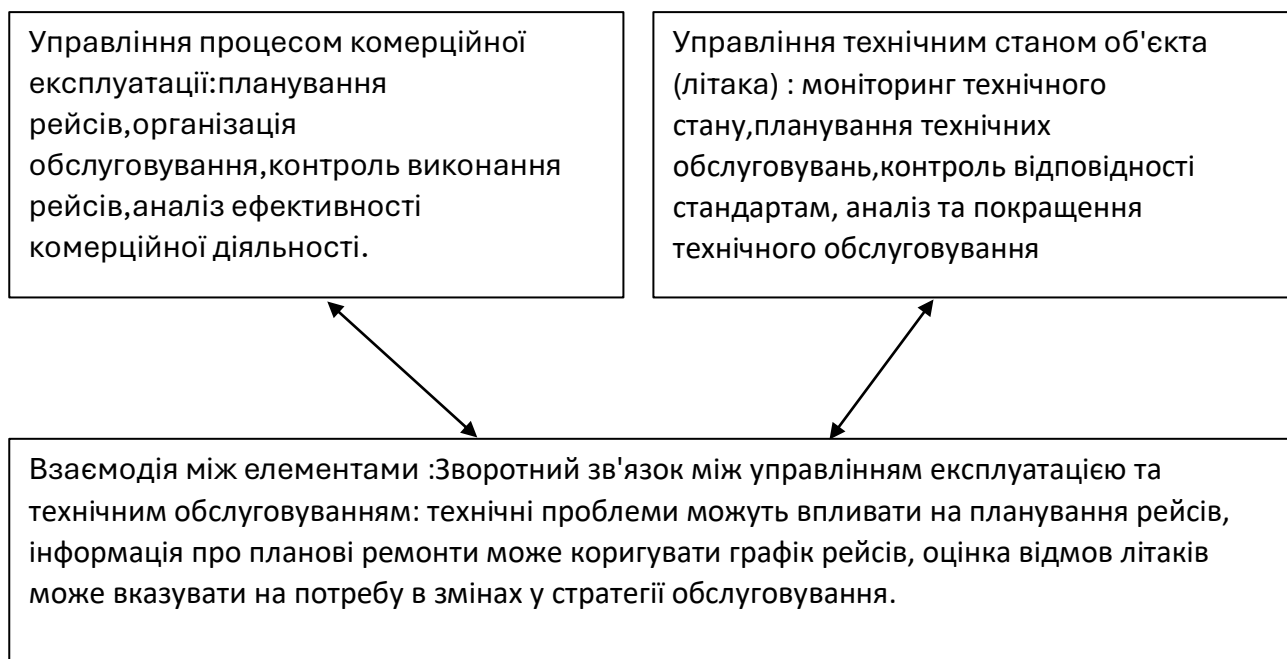 Управління процесом комерційної
експлуатації:планування
рейсів,організація
обслуговування,контроль виконання
рейсів,аналіз ефективності
комерційної діяльності.
Управління технічним станом об'єкта
(літака) : моніторинг технічного
стану,планування технічних
обслуговувань,контроль відповідності
стандартам, аналіз та покращення
технічного обслуговування
Взаємодія між елементами :Зворотний зв'язок між управлінням експлуатацією та
технічним обслуговуванням: технічні проблеми можуть впливати на планування рейсів,
інформація про планові ремонти може коригувати графік рейсів, оцінка відмов літаків
може вказувати на потребу в змінах у стратегії обслуговування.